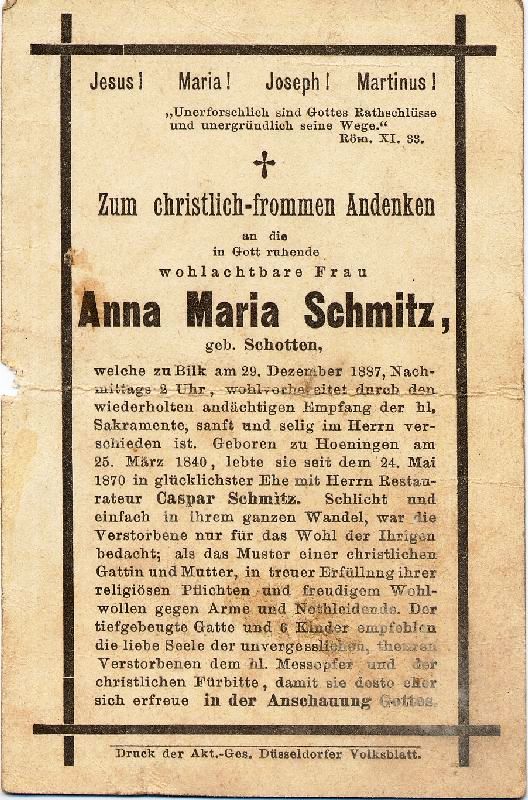 Jesus! Maria! Joseph! Martinus!
„Unerforschlich sind Gottes Rathschlüsse
und unergründlich seine Wege.“
Röm. XI. 33.
Zum christlich-frommen Andenken
an die
in Gott ruhende
wohlachtbare Frau
Anna Maria Schmitz,
geb. Schotten,
welche zu Bilk am 29. Dezember 1887, Nach-
mittags 2 Uhr, wohlvorbereitet durch den
wiederholten andächtigen Empfang der hl.
Sakramente, sanft und selig im Herrn ver-
schieden ist. Geboren zu Hoeningen am
25. März 1840, lebte sie seit dem 24. Mai
1870 in glücklichster Ehe mit Herrn Restau-
rateur Caspar Schmitz. Schlicht und
einfach in ihrem ganzen Wandel, war die
Verstorbene nur für das Wohl der Ihrigen
bedacht; als das Muster einer christlichen
Gattin und Mutter, in treuer Erfüllung ihrer
religiösen Pflichten und freudigem Wohl-
wollen gegen Arme und Nothleidende. Der
tiefgebeugte Gatte und 6 Kinder empfehlen
die liebe Seele der unvergesslichen, theuren
Verstorbenen dem hl. Messopfer und der
christlichen Fürbitte, damit sie desto eher
sich erfreue in der Anschauung Gottes.
Druck der Akt.-Ges. Düsseldorfer Volksblatt.